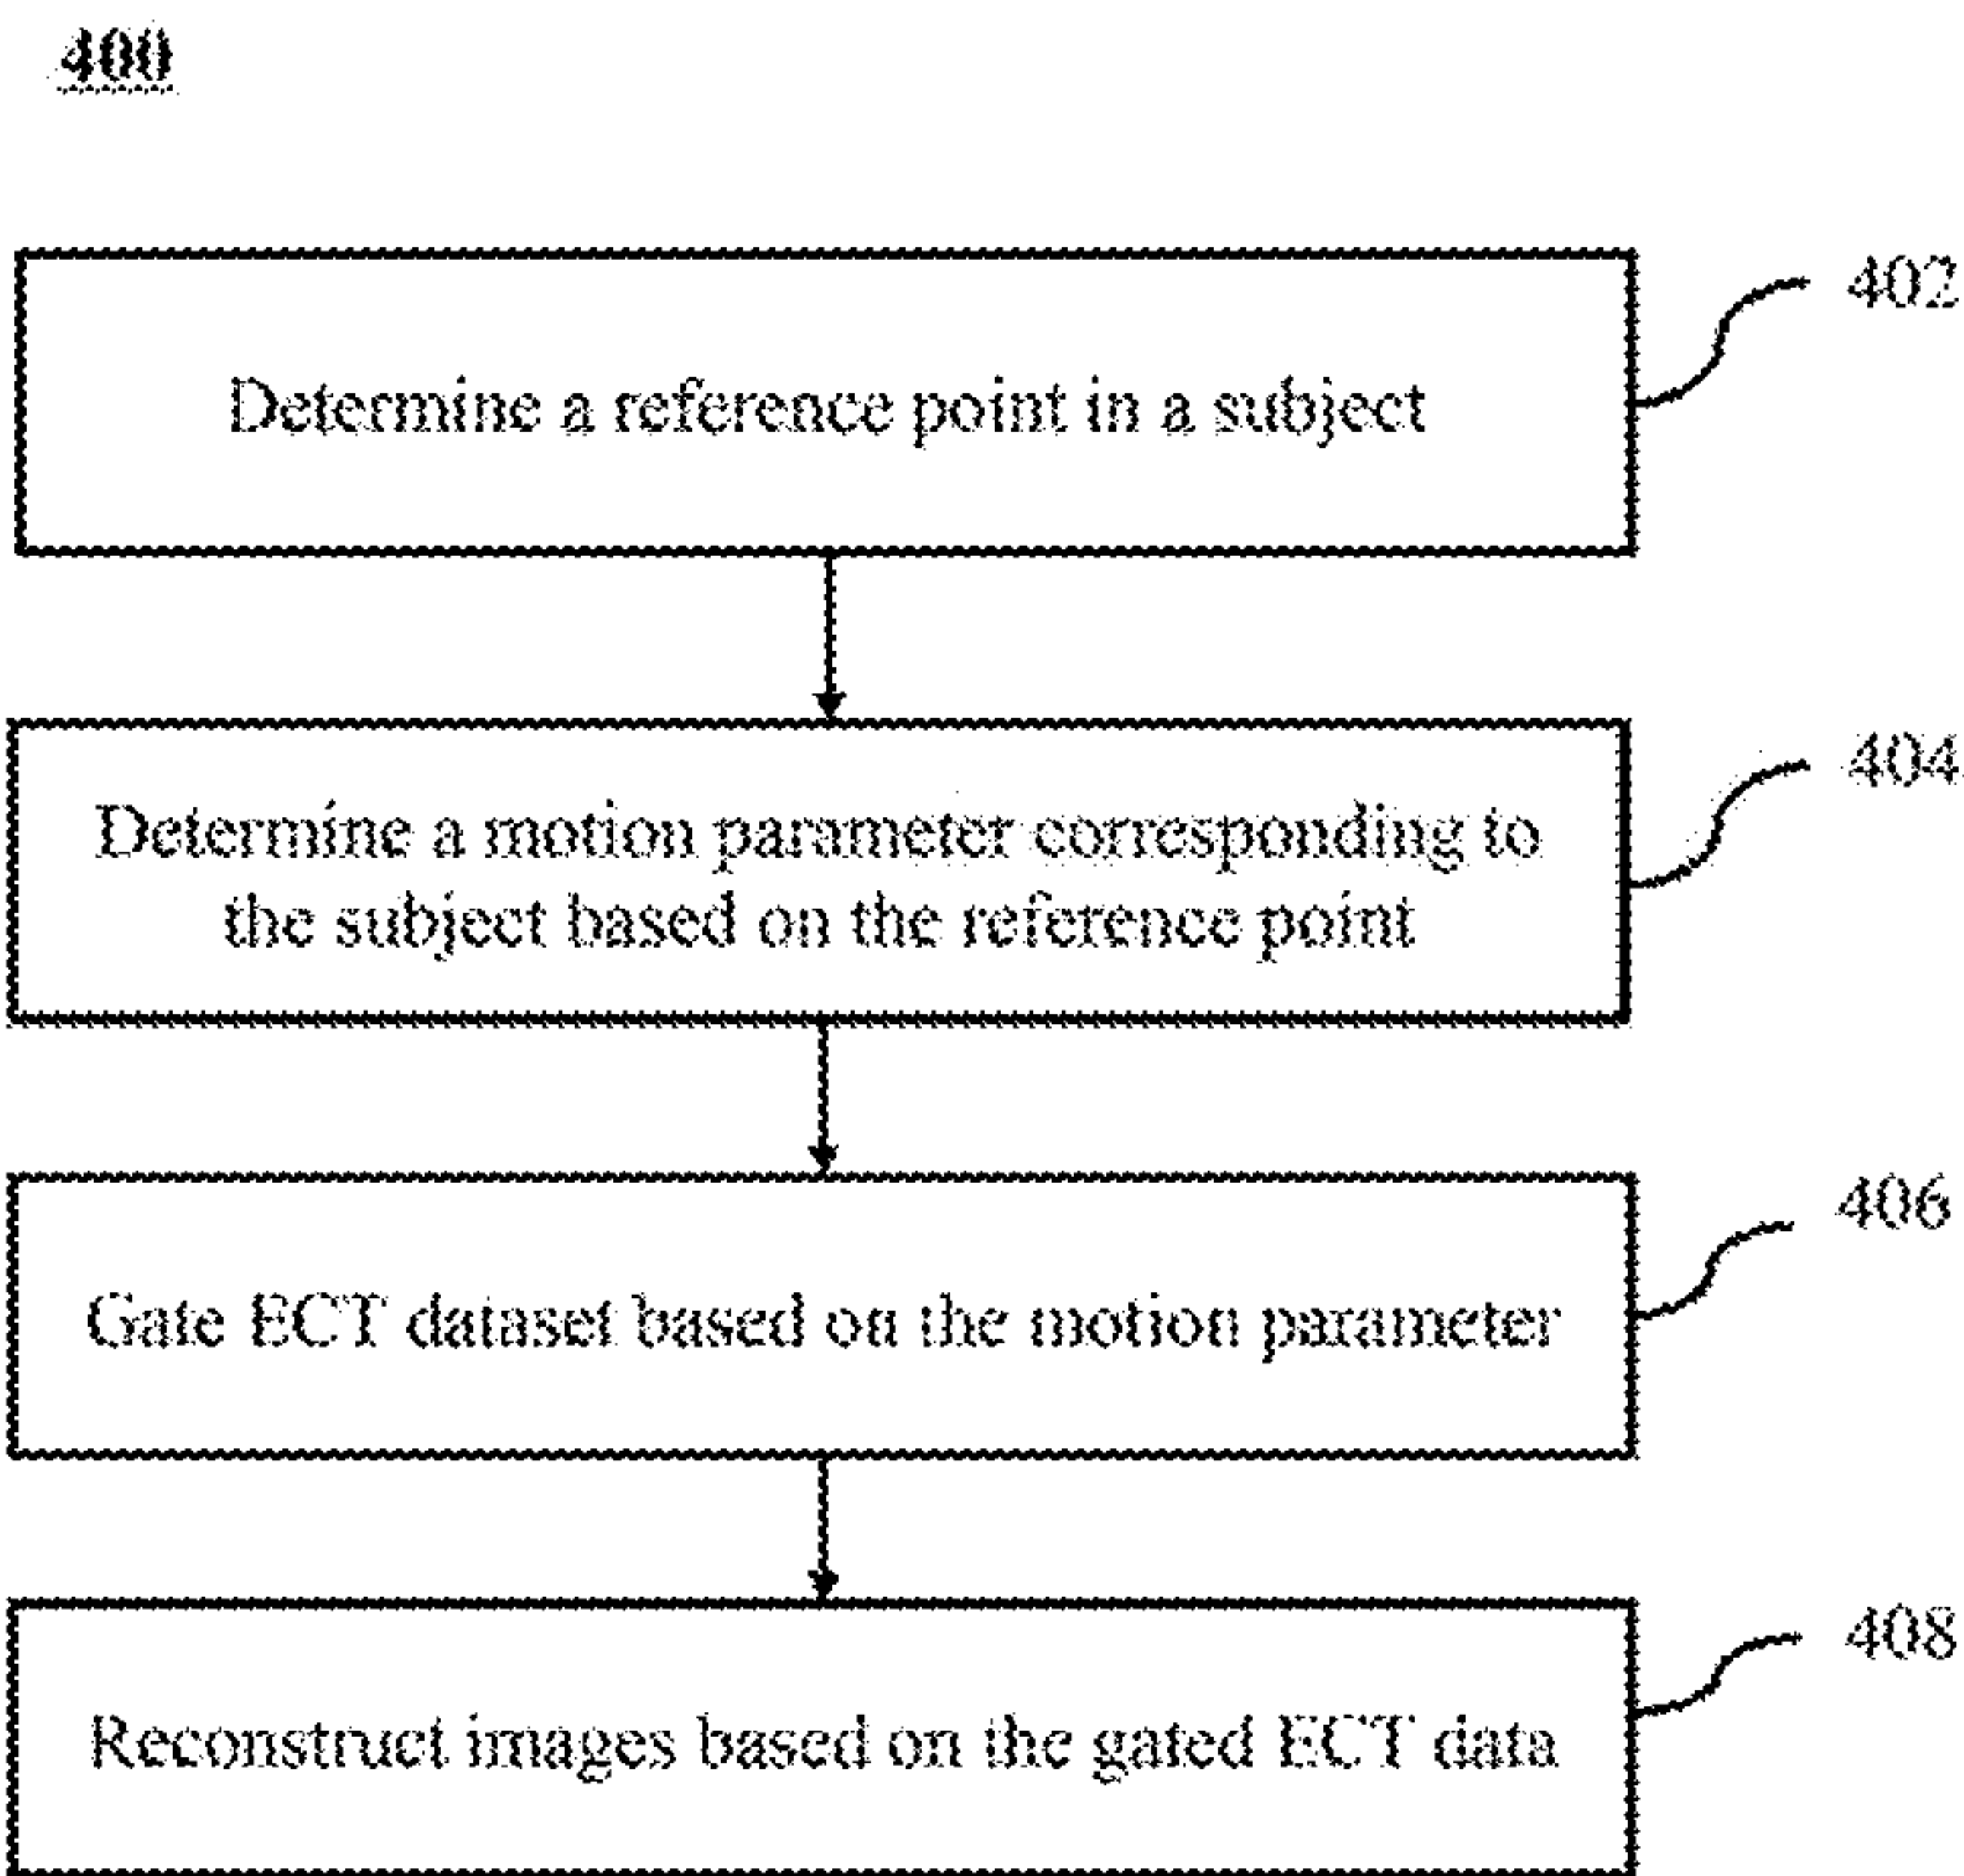 400
Determine a reference point in a subject
402
Determine a motion parameter corresponding to
the subject based on the reference point
404
Gate ECT dataset based on the motion parameter
406
Reconstruct images based on the gated ECT data
408